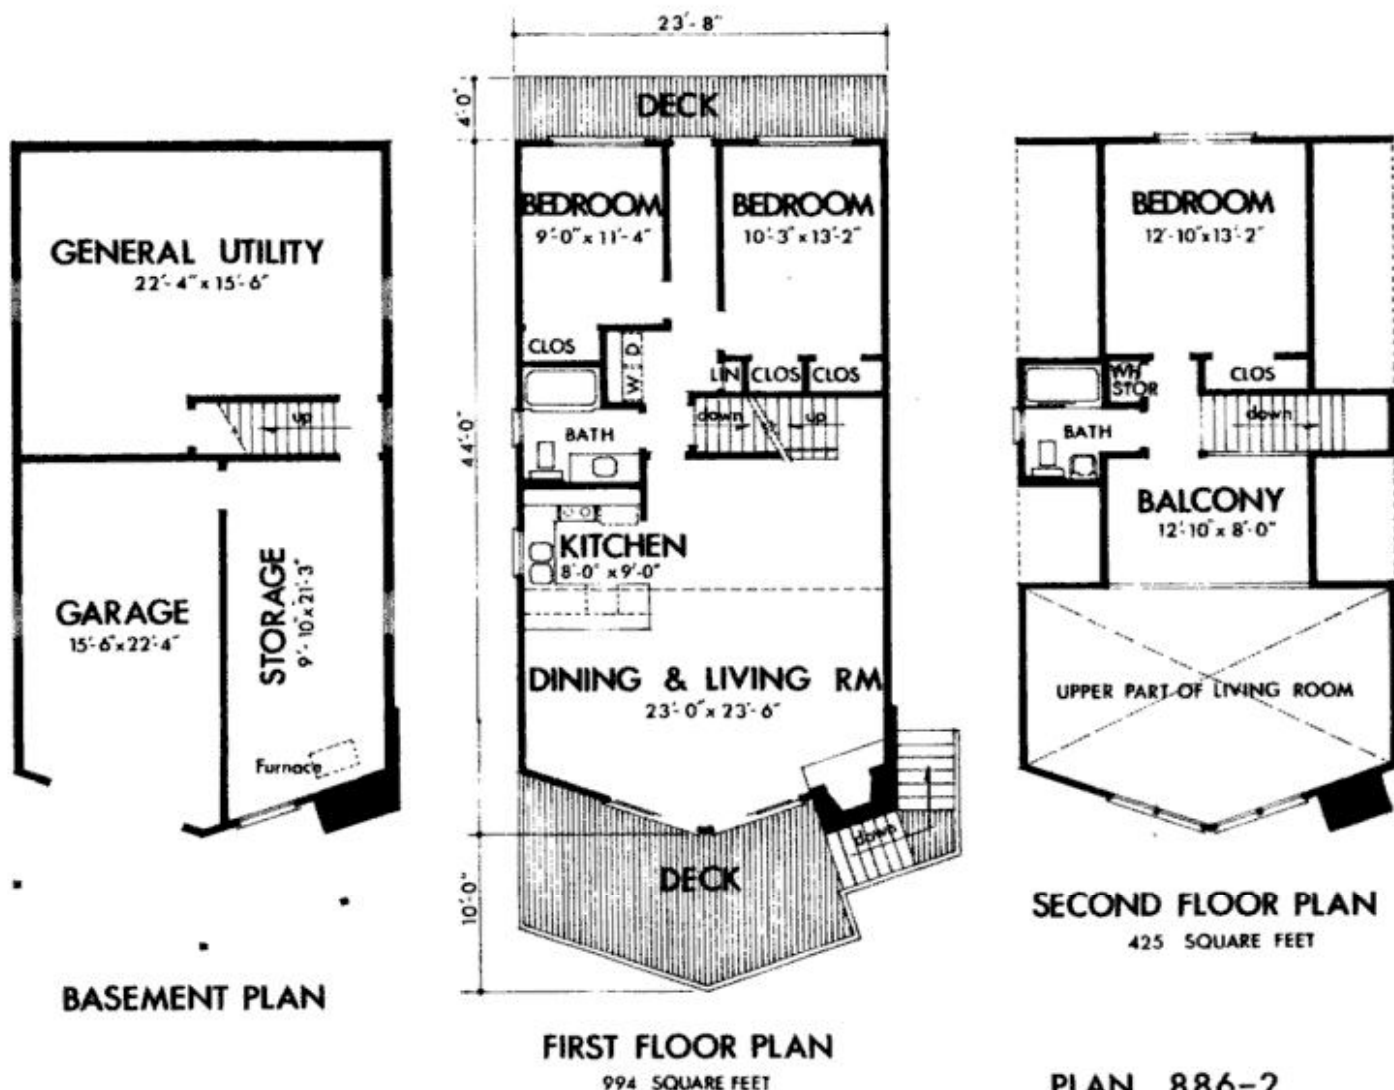 GENERAL UTILITY
22'-4" x 15'-6"
up
GARAGE
15'-6" x 22'-4"
STORAGE
9'-10" x 21'-3"
Furnace
BASEMENT PLAN
23'-8"
4'-0"
44'-0"
10'-0"
DECK
BEDROOM
9'-0" x 11'-4"
BEDROOM
10'-3" x 13'-2"
CLOS
W D
LIN
CLOS
CLOS
down
up
BATH
KITCHEN
8'-0" x 9'-0"
DINING & LIVING RM
23'-0" x 23'-6"
down
DECK
FIRST FLOOR PLAN
994 SQUARE FEET
BEDROOM
12'-10" x 13'-2"
WH
STOR
CLOS
down
BATH
BALCONY
12'-10" x 8'-0"
UPPER PART OF LIVING ROOM
SECOND FLOOR PLAN
425 SQUARE FEET
PLAN 886-2